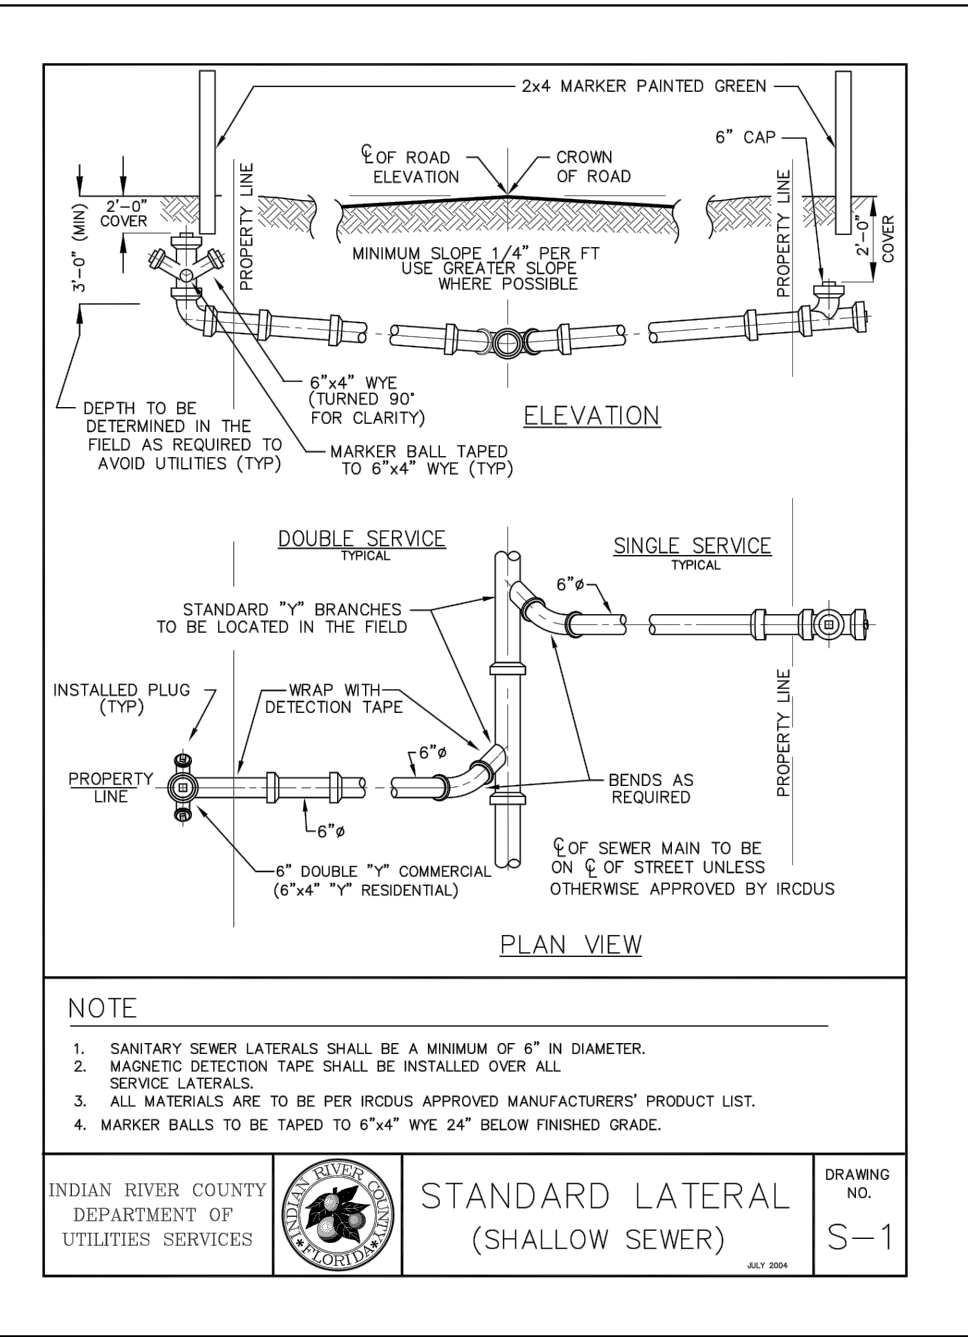 2x4 MARKER PAINTED GREEN
6" CAP
℄ OF ROAD
ELEVATION
CROWN
OF ROAD
PROPERTY LINE
PROPERTY LINE
3'-0" (MIN)
2'-0"
COVER
2'-0"
COVER
MINIMUM SLOPE 1/4" PER FT
USE GREATER SLOPE
WHERE POSSIBLE
6"x4" WYE
(TURNED 90°
FOR CLARITY)
DEPTH TO BE
DETERMINED IN THE
FIELD AS REQUIRED TO
AVOID UTILITIES (TYP)
MARKER BALL TAPED
TO 6"x4" WYE (TYP)
ELEVATION
DOUBLE SERVICE
TYPICAL
SINGLE SERVICE
TYPICAL
6"ø
STANDARD "Y" BRANCHES
TO BE LOCATED IN THE FIELD
INSTALLED PLUG
(TYP)
WRAP WITH
DETECTION TAPE
PROPERTY LINE
6"ø
PROPERTY
LINE
BENDS AS
REQUIRED
6"ø
6" DOUBLE "Y" COMMERCIAL
(6"x4" "Y" RESIDENTIAL)
℄ OF SEWER MAIN TO BE
ON ℄ OF STREET UNLESS
OTHERWISE APPROVED BY IRCDUS
PLAN VIEW
NOTE
1. SANITARY SEWER LATERALS SHALL BE A MINIMUM OF 6" IN DIAMETER.
2. MAGNETIC DETECTION TAPE SHALL BE INSTALLED OVER ALL
SERVICE LATERALS.
3. ALL MATERIALS ARE TO BE PER IRCDUS APPROVED MANUFACTURERS' PRODUCT LIST.
4. MARKER BALLS TO BE TAPED TO 6"x4" WYE 24" BELOW FINISHED GRADE.
INDIAN RIVER COUNTY
DEPARTMENT OF
UTILITIES SERVICES
INDIAN RIVER COUNTY
★ FLORIDA ★
STANDARD LATERAL
(SHALLOW SEWER)
JULY 2004
DRAWING
NO.
S-1